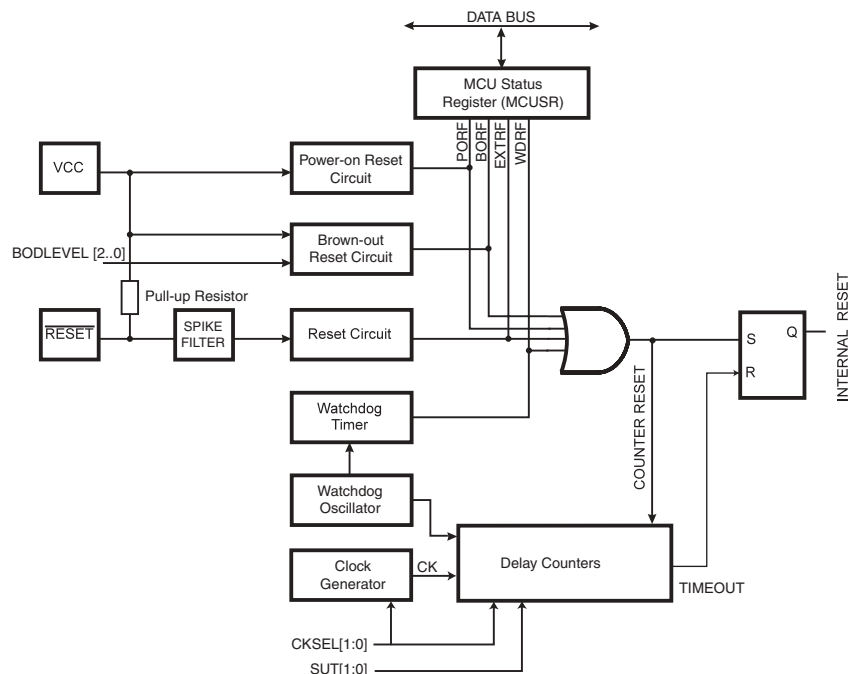 DATA BUS
MCU Status
Register (MCUSR)
PORF
BORF
EXTRF
WDRF
VCC
Power-on Reset
Circuit
Brown-out
Reset Circuit
BODLEVEL [2..0]
Pull-up Resistor
RESET
SPIKE
FILTER
Reset Circuit
S
Q
R
INTERNAL RESET
COUNTER RESET
Watchdog
Timer
Watchdog
Oscillator
Clock
Generator
CK
Delay Counters
TIMEOUT
CKSEL[1:0]
SUT[1:0]